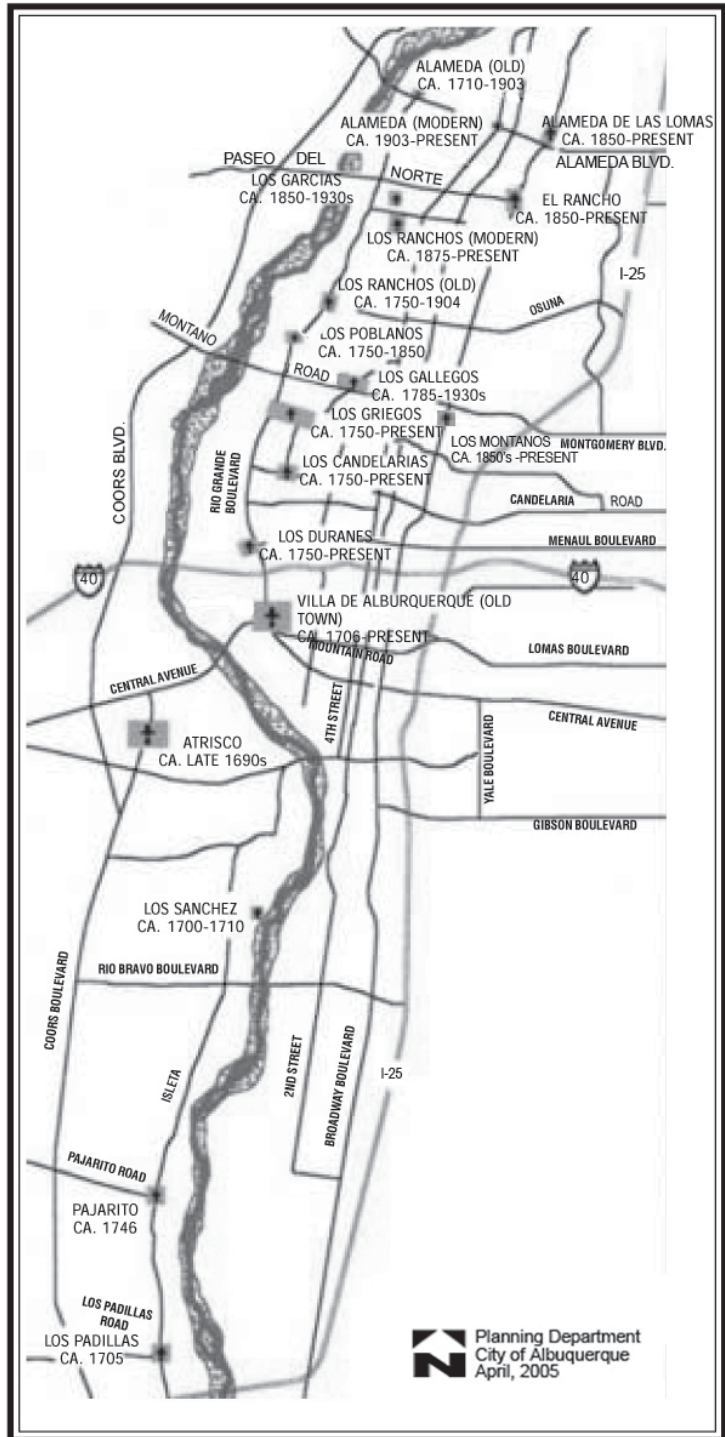 ALAMEDA (OLD)
CA. 1710-1903
ALAMEDA (MODERN)
CA. 1903-PRESENT
ALAMEDA DE LAS LOMAS
CA. 1850-PRESENT
ALAMEDA BLVD.
PASEO DEL
NORTE
LOS GARCIAS
CA. 1850-1930s
EL RANCHO
CA. 1850-PRESENT
LOS RANCHOS (MODERN)
CA. 1875-PRESENT
I-25
LOS RANCHOS (OLD)
CA. 1750-1904
OSUNA
MONTANO
ROAD
LOS POBLANOS
CA. 1750-1850
LOS GALLEGOS
CA. 1785-1930s
LOS GRIEGOS
CA. 1750-PRESENT
LOS MONTANOS
CA. 1850's -PRESENT
MONTGOMERY BLVD.
COORS BLVD.
RIO GRANDE
BOULEVARD
LOS CANDELARIAS
CA. 1750-PRESENT
CANDELARIA ROAD
LOS DURANES
CA. 1750-PRESENT
MENAUL BOULEVARD
40
40
VILLA DE ALBURQUERQUE (OLD
TOWN)
CA. 1706-PRESENT
MOUNTAIN ROAD
LOMAS BOULEVARD
CENTRAL AVENUE
CENTRAL AVENUE
4TH STREET
YALE BOULEVARD
ATRISCO
CA. LATE 1690s
GIBSON BOULEVARD
LOS SANCHEZ
CA. 1700-1710
RIO BRAVO BOULEVARD
COORS BOULEVARD
ISLETA
2ND STREET
BROADWAY BOULEVARD
I-25
PAJARITO ROAD
PAJARITO
CA. 1746
LOS PADILLAS
ROAD
LOS PADILLAS
CA. 1705
N
Planning Department
City of Albuquerque
April, 2005